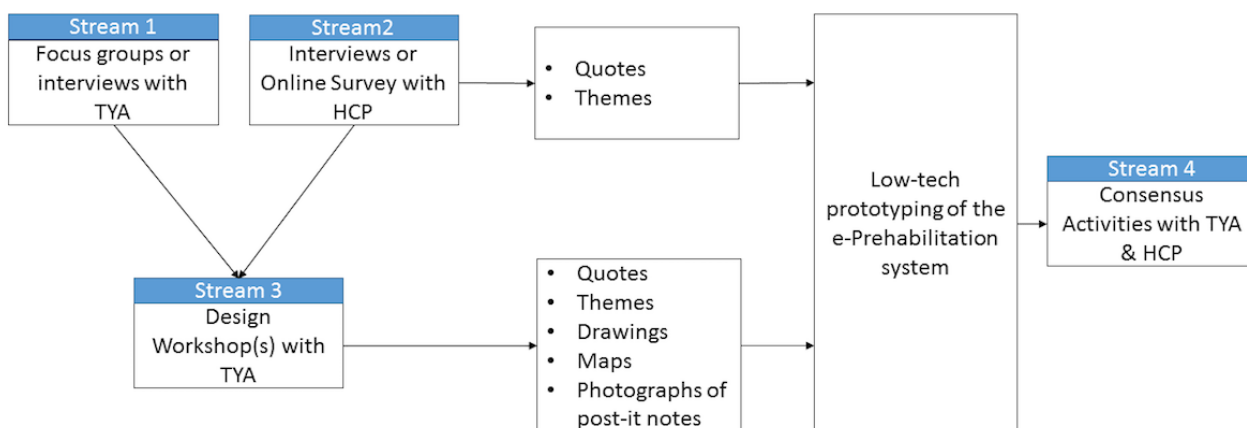 Stream 1
Focus groups or
interviews with
TYA
Stream2
Interviews or
Online Survey with
HCP
• Quotes
• Themes
Stream 3
Design
Workshop(s) with
TYA
• Quotes
• Themes
• Drawings
• Maps
• Photographs of
post-it notes
Low-tech
prototyping of the
e-Prehabilitation
system
Stream 4
Consensus
Activities with TYA
& HCP